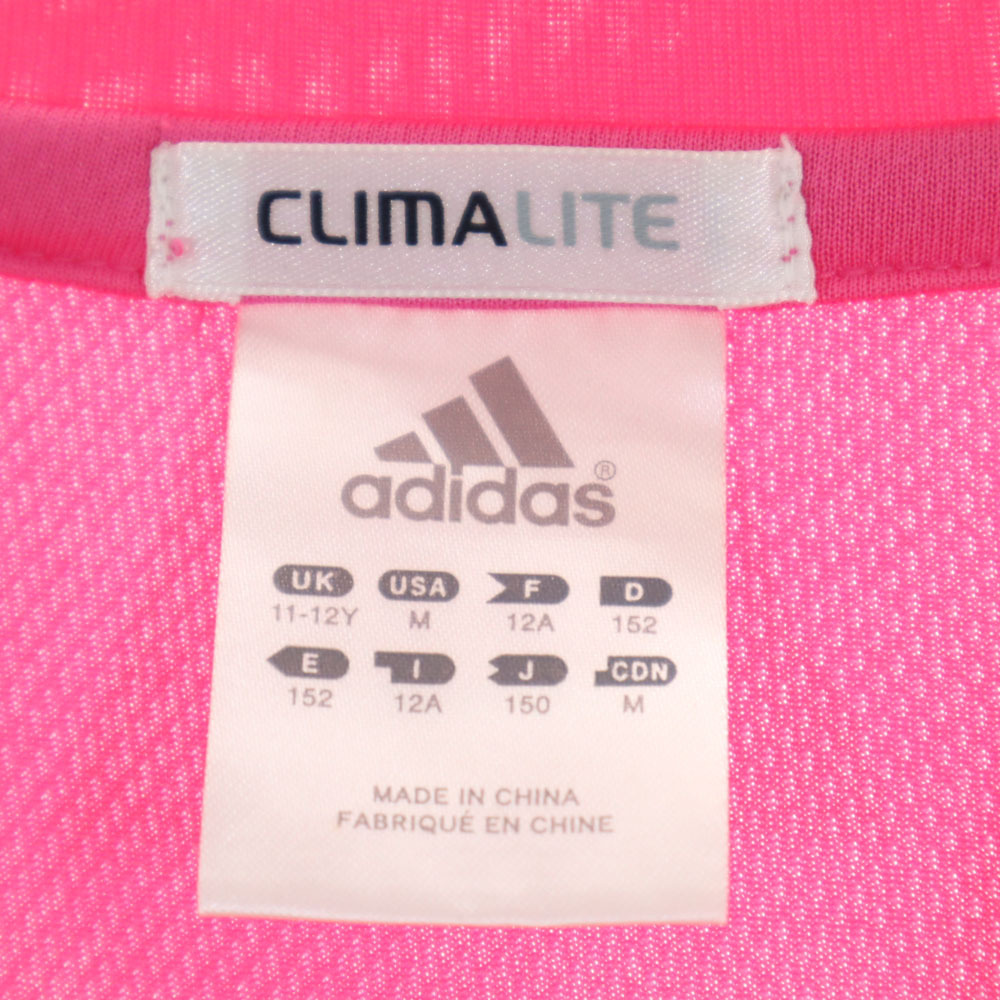 CLIMALITE
adidas®
UK USA F D
11-12Y M 12A 152
E I J CDN
152 12A 150 M
MADE IN CHINA
FABRIQUÉ EN CHINE